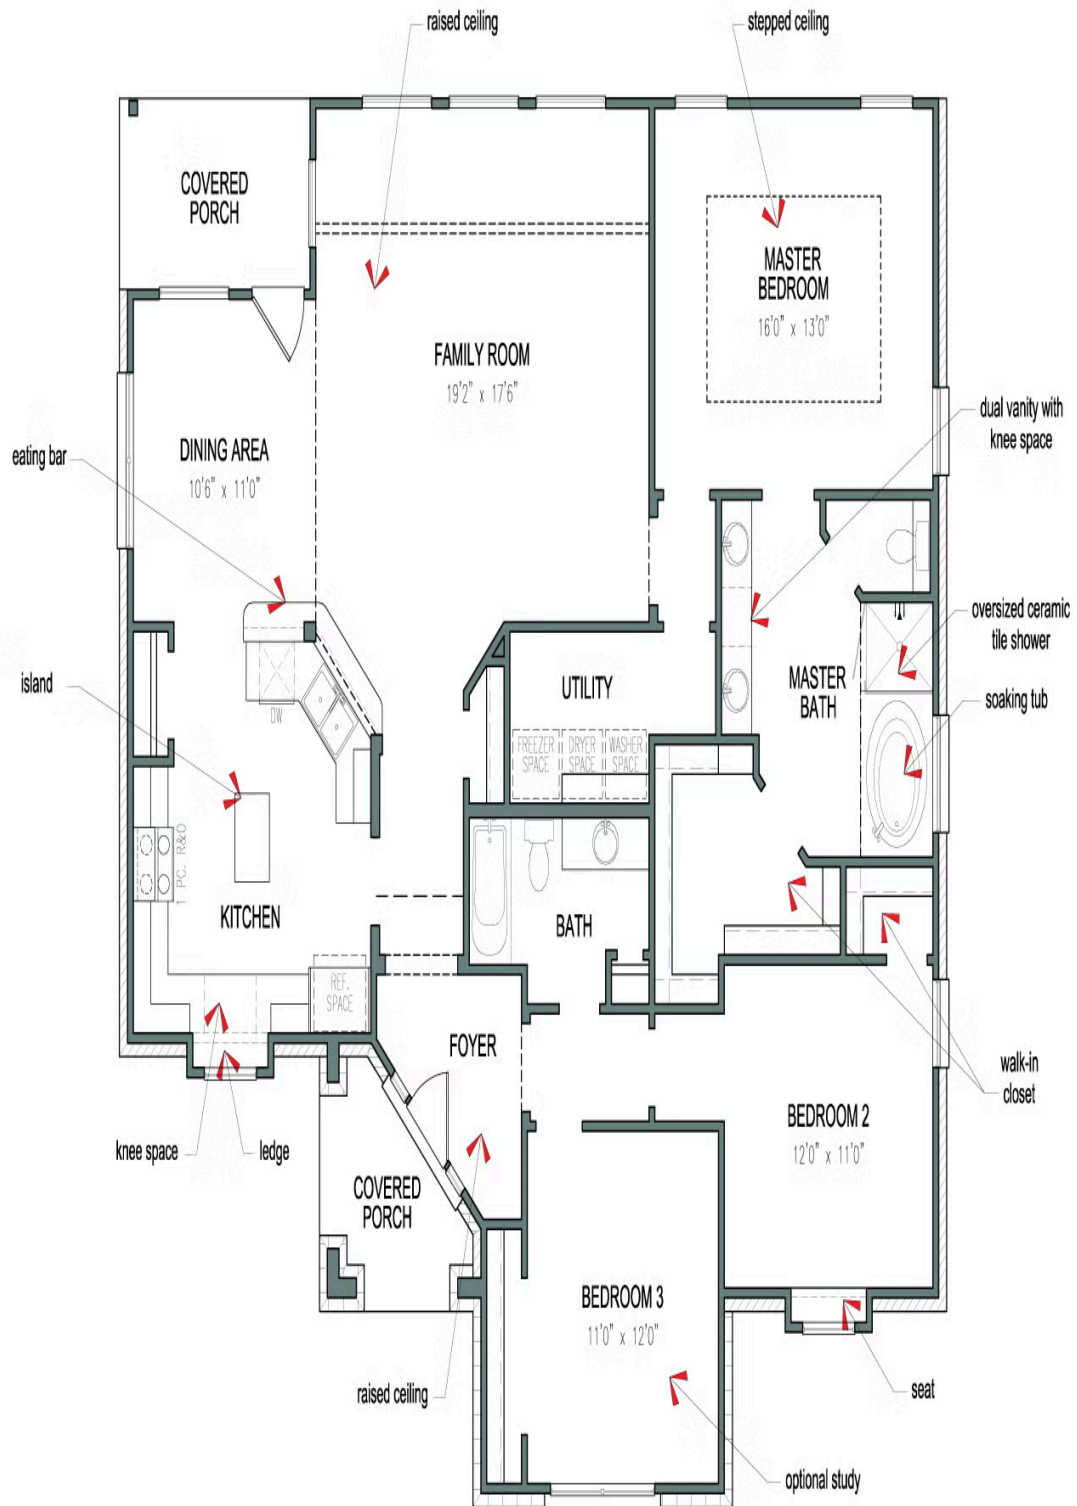 raised ceiling
stepped ceiling
COVERED
PORCH
MASTER
BEDROOM
16'0" x 13'0"
FAMILY ROOM
19'2" x 17'6"
dual vanity with
knee space
eating bar
DINING AREA
10'6" x 11'0"
oversized ceramic
tile shower
island
UTILITY
MASTER
BATH
soaking tub
DW
FREEZER
SPACE
DRYER
SPACE
WASHER
SPACE
1 PC. R&O
KITCHEN
BATH
REF.
SPACE
FOYER
walk-in
closet
BEDROOM 2
12'0" x 11'0"
knee space
ledge
COVERED
PORCH
BEDROOM 3
11'0" x 12'0"
raised ceiling
seat
optional study